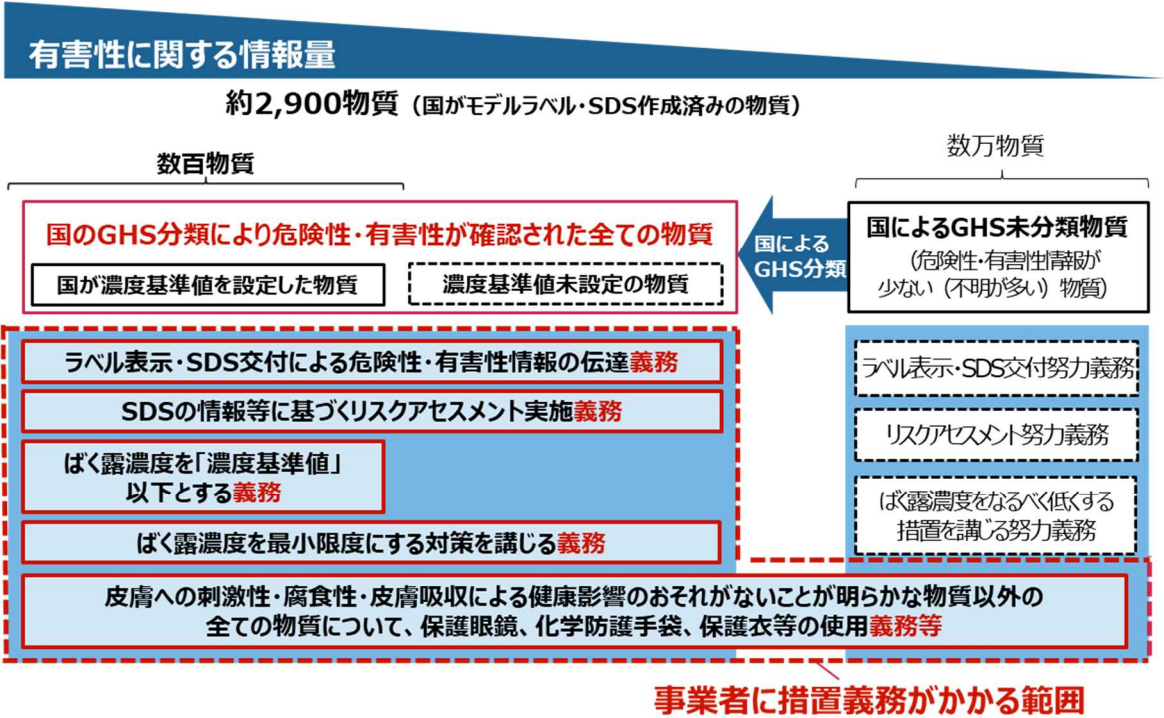 有害性に関する情報量
約2,900物質（国がモデルラベル・SDS作成済みの物質）
数百物質
数万物質
国のGHS分類により危険性・有害性が確認された全ての物質
国が濃度基準値を設定した物質
濃度基準値未設定の物質
国による
GHS分類
国によるGHS未分類物質
（危険性・有害性情報が
少ない（不明が多い）物質）
ラベル表示・SDS交付による危険性・有害性情報の伝達義務
SDSの情報等に基づくリスクアセスメント実施義務
ばく露濃度を「濃度基準値」
以下とする義務
ばく露濃度を最小限度にする対策を講じる義務
ラベル表示・SDS交付努力義務
リスクアセスメント努力義務
ばく露濃度をなるべく低くする
措置を講じる努力義務
皮膚への刺激性・腐食性・皮膚吸収による健康影響のおそれがないことが明らかな物質以外の
全ての物質について、保護眼鏡、化学防護手袋、保護衣等の使用義務等
事業者に措置義務がかかる範囲